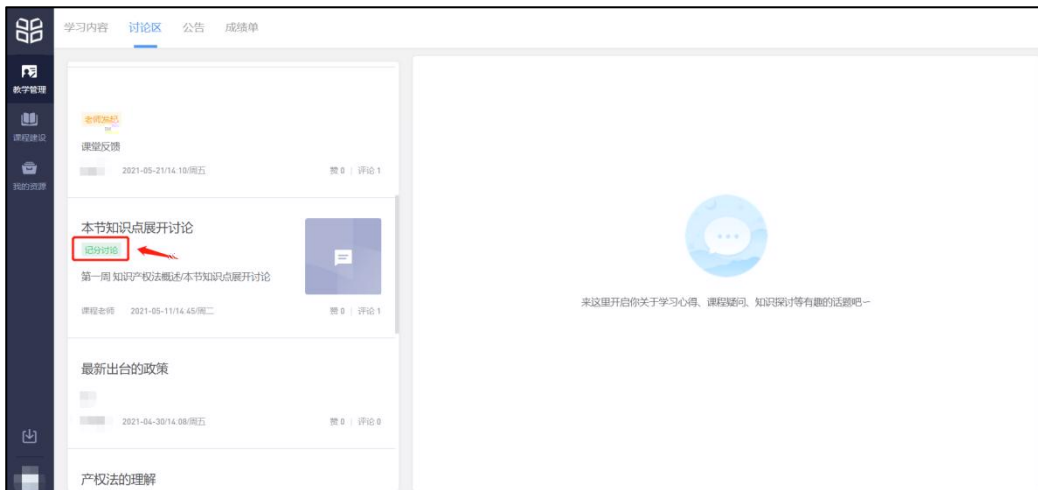 学习内容 讨论区 公告 成绩单
教学管理
课程建设
我的资源
老师发起
课堂反馈
2021-05-21/14:10/周五 赞 0 | 评论 1
本节知识点展开讨论
记分讨论
第一周 知识产权法概述/本节知识点展开讨论
课程老师 2021-05-11/14:45/周二 赞 0 | 评论 1
最新出台的政策
2021-04-30/14:08/周五 赞 0 | 评论 0
产权法的理解
来这里开启你关于学习心得、课程疑问、知识探讨等有趣的话题吧~